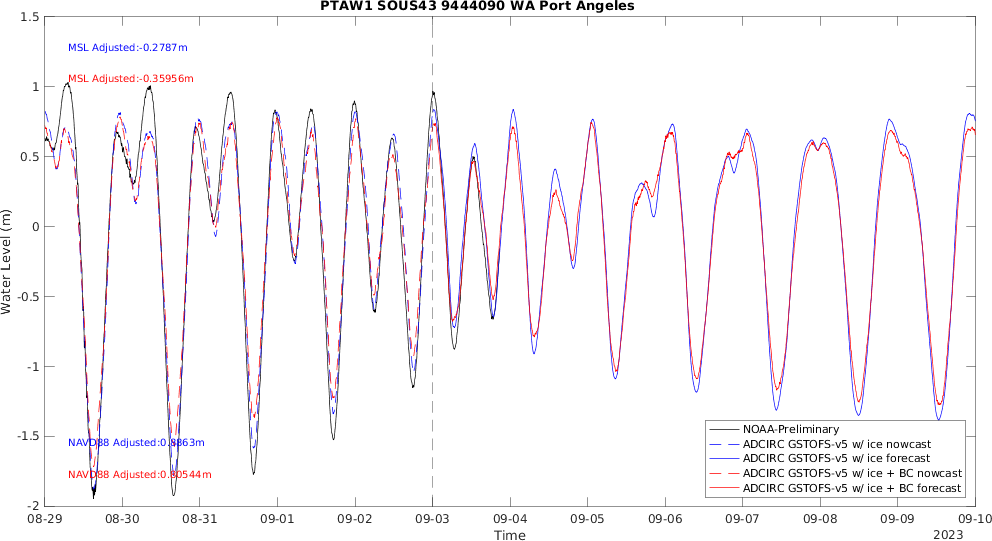 PTAW1 SOUS43 9444090 WA Port Angeles
1.5
MSL Adjusted:-0.2787m
MSL Adjusted:-0.35956m
1
0.5
0
-0.5
-1
-1.5
-2
Water Level (m)
NAVD88 Adjusted:0.8863m
NAVD88 Adjusted:0.80544m
NOAA-Preliminary
ADCIRC GSTOFS-v5 w/ ice nowcast
ADCIRC GSTOFS-v5 w/ ice forecast
ADCIRC GSTOFS-v5 w/ ice + BC nowcast
ADCIRC GSTOFS-v5 w/ ice + BC forecast
08-29 08-30 08-31 09-01 09-02 09-03 09-04 09-05 09-06 09-07 09-08 09-09 09-10
Time
2023